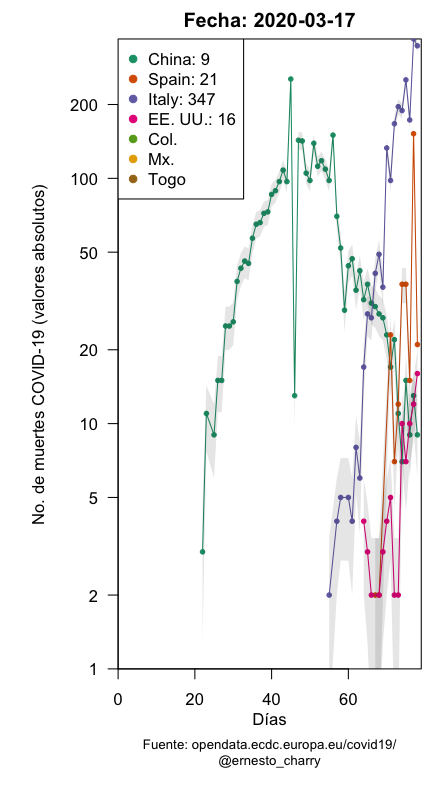 Fecha: 2020-03-17
China: 9
Spain: 21
Italy: 347
EE. UU.: 16
Col.
Mx.
Togo
No. de muertes COVID-19 (valores absolutos)
200
100
50
20
10
5
2
1
0 20 40 60
Días
Fuente: opendata.ecdc.europa.eu/covid19/
@ernesto_charry